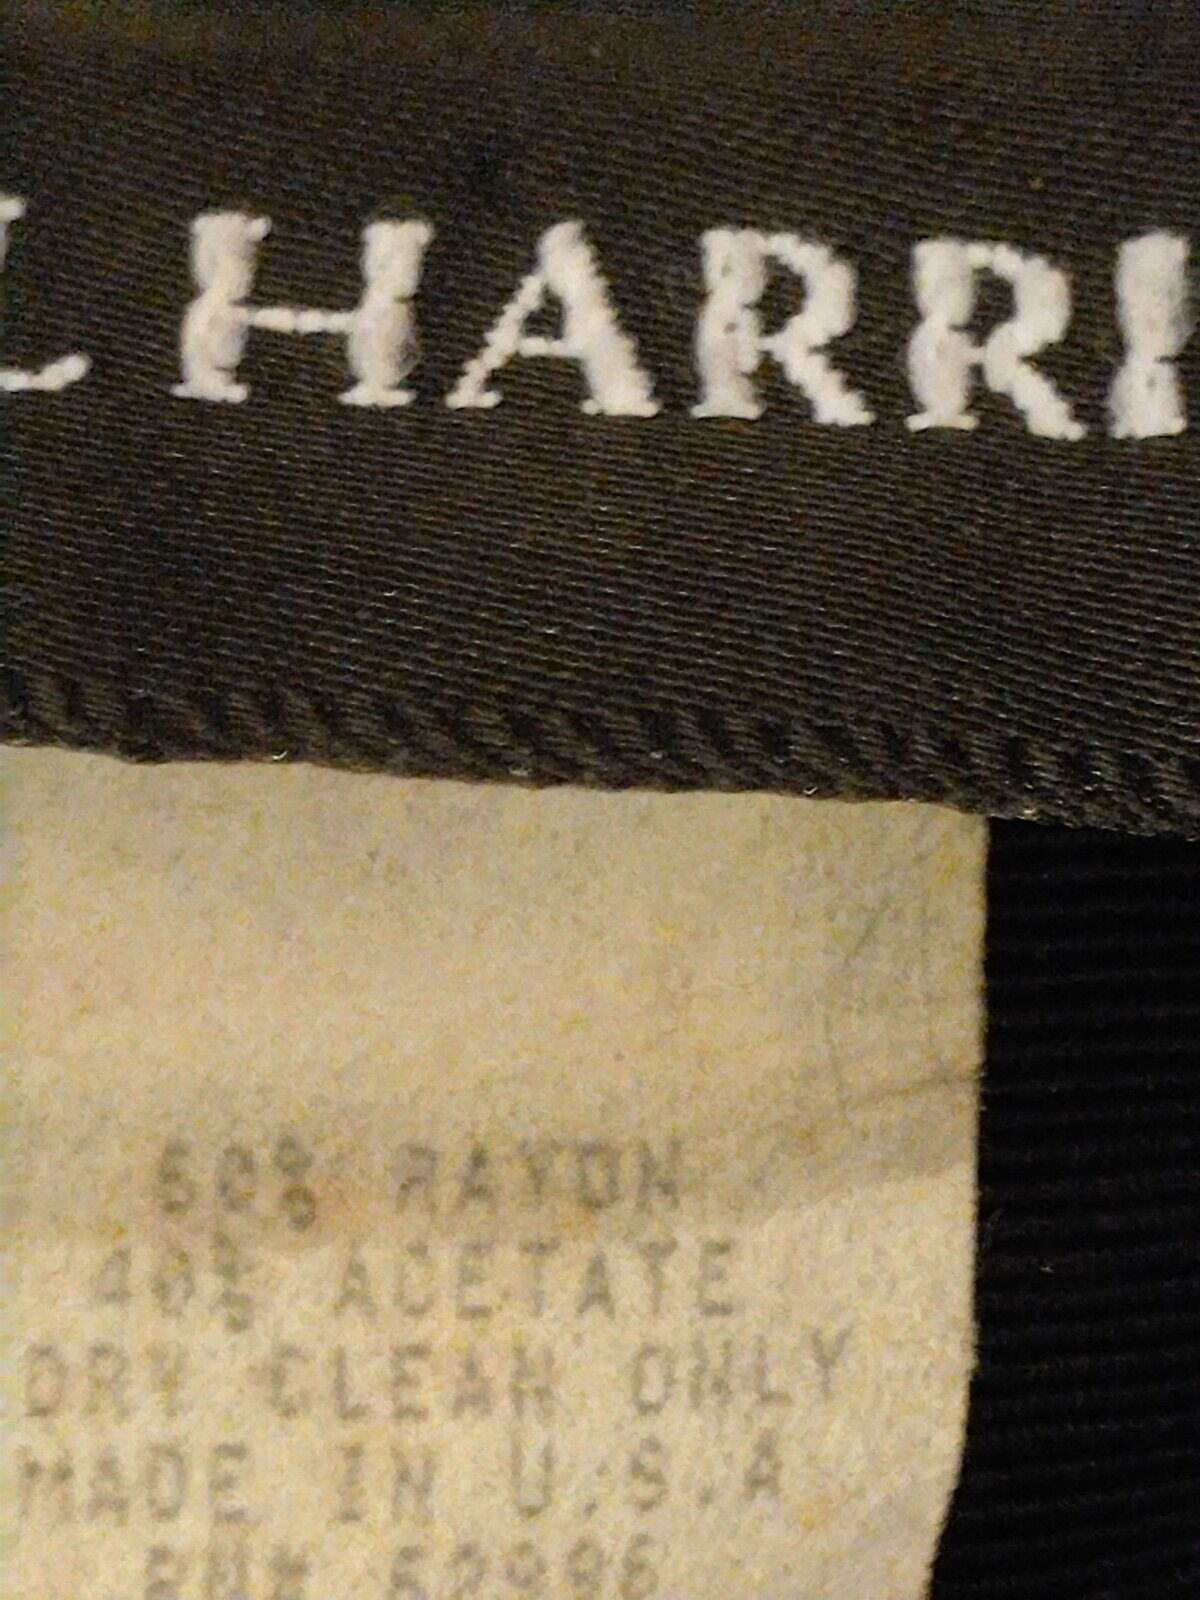 L HARRI
60% RAYON
40% ACETATE
DRY CLEAN ONLY
MADE IN U.S.A